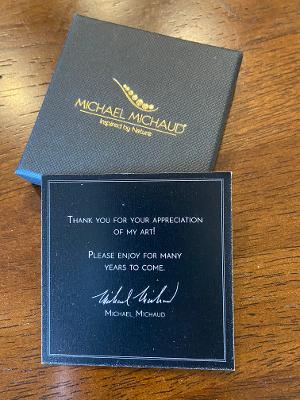 MICHAEL MICHAUD®
Inspired by Nature
THANK YOU FOR YOUR APPRECIATION
OF MY ART!
PLEASE ENJOY FOR MANY
YEARS TO COME.
Michael Michaud
MICHAEL MICHAUD